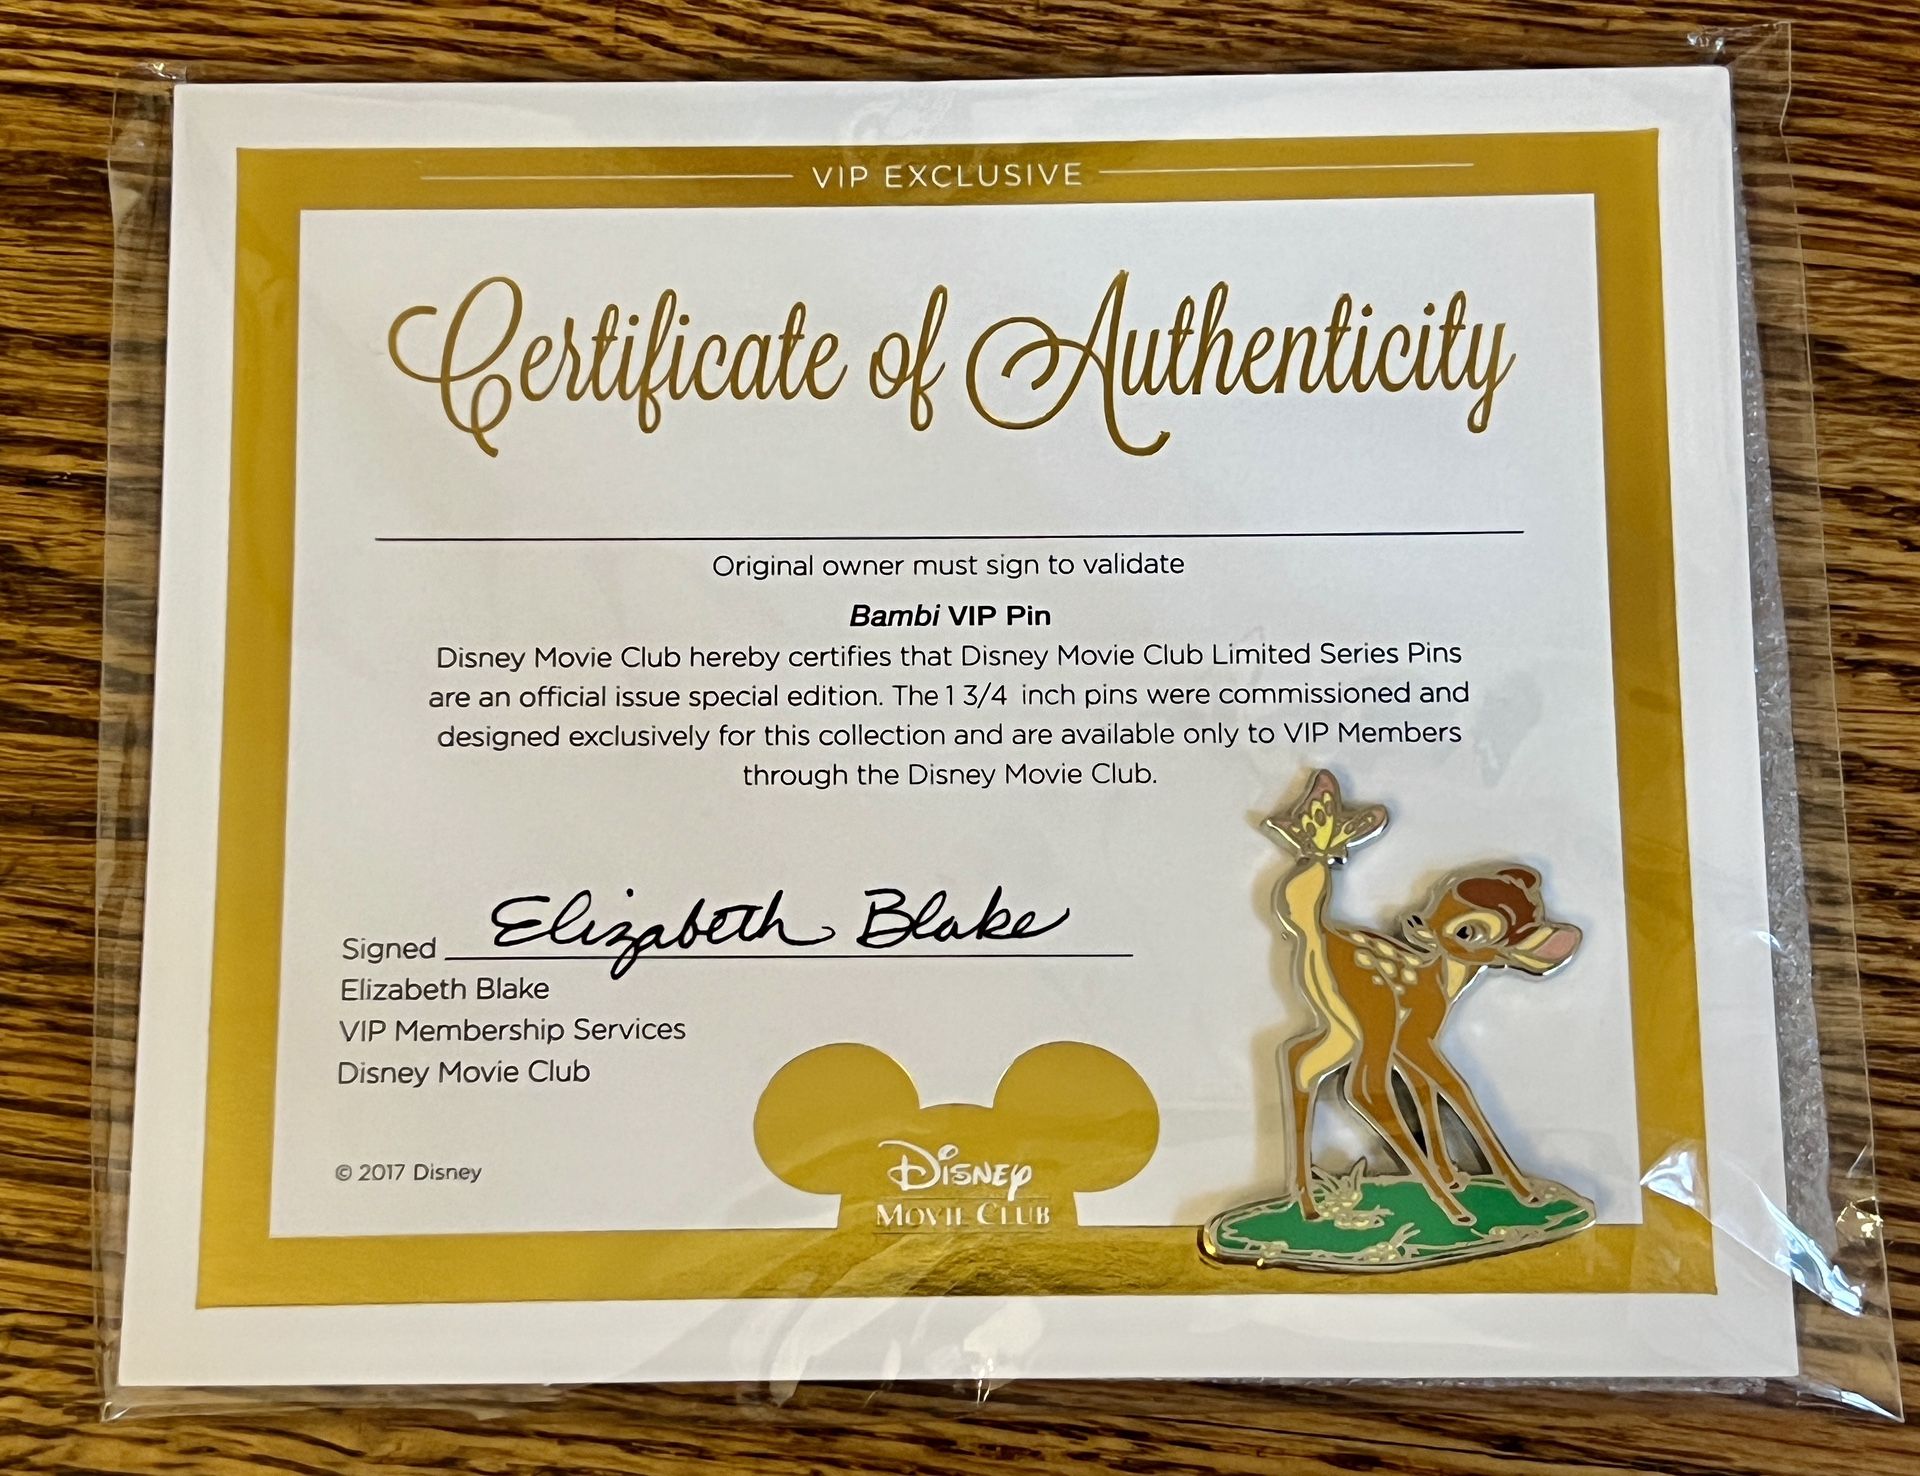 VIP EXCLUSIVE
Certificate of Authenticity
Original owner must sign to validate
Bambi VIP Pin
Disney Movie Club hereby certifies that Disney Movie Club Limited Series Pins
are an official issue special edition. The 1 3/4 inch pins were commissioned and
designed exclusively for this collection and are available only to VIP Members
through the Disney Movie Club.
Signed Elizabeth Blake
Elizabeth Blake
VIP Membership Services
Disney Movie Club
© 2017 Disney
DISNEY
MOVIE CLUB